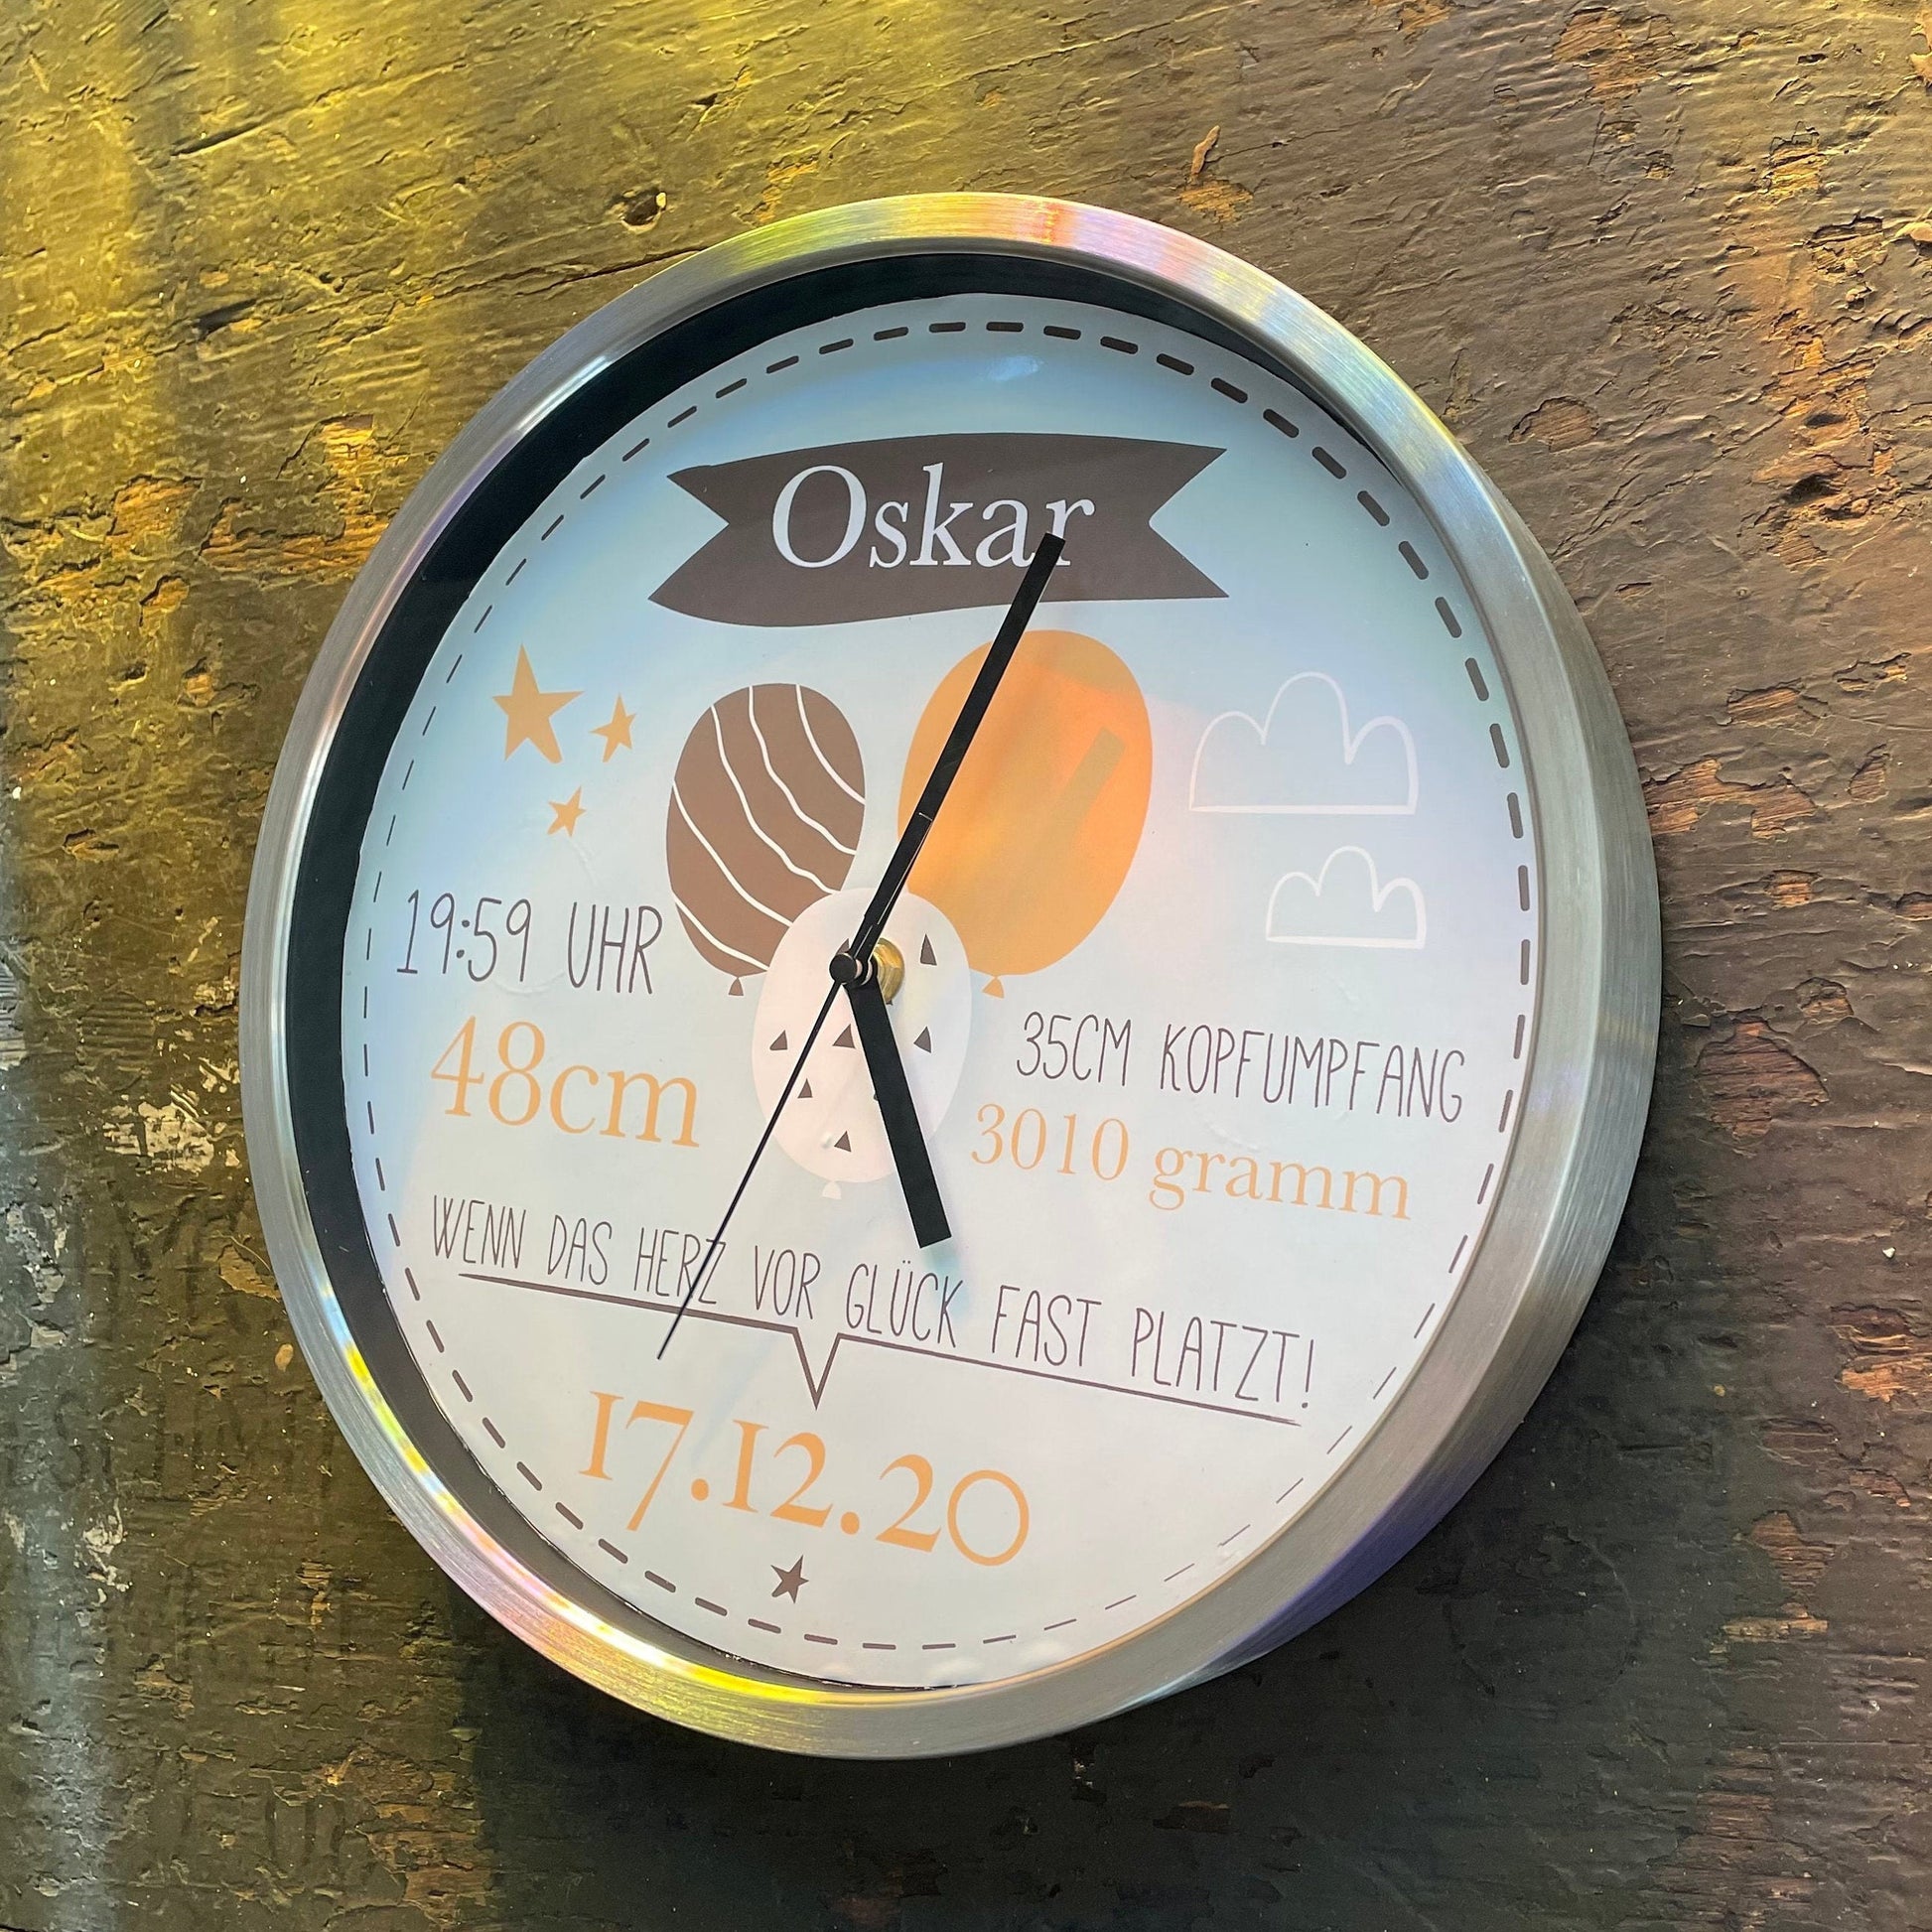 Oskar
19:59 UHR
48cm
35CM KOPFUMPFANG
3010 gramm
WENN DAS HERZ VOR GLÜCK FAST PLATZT!
17.12.20